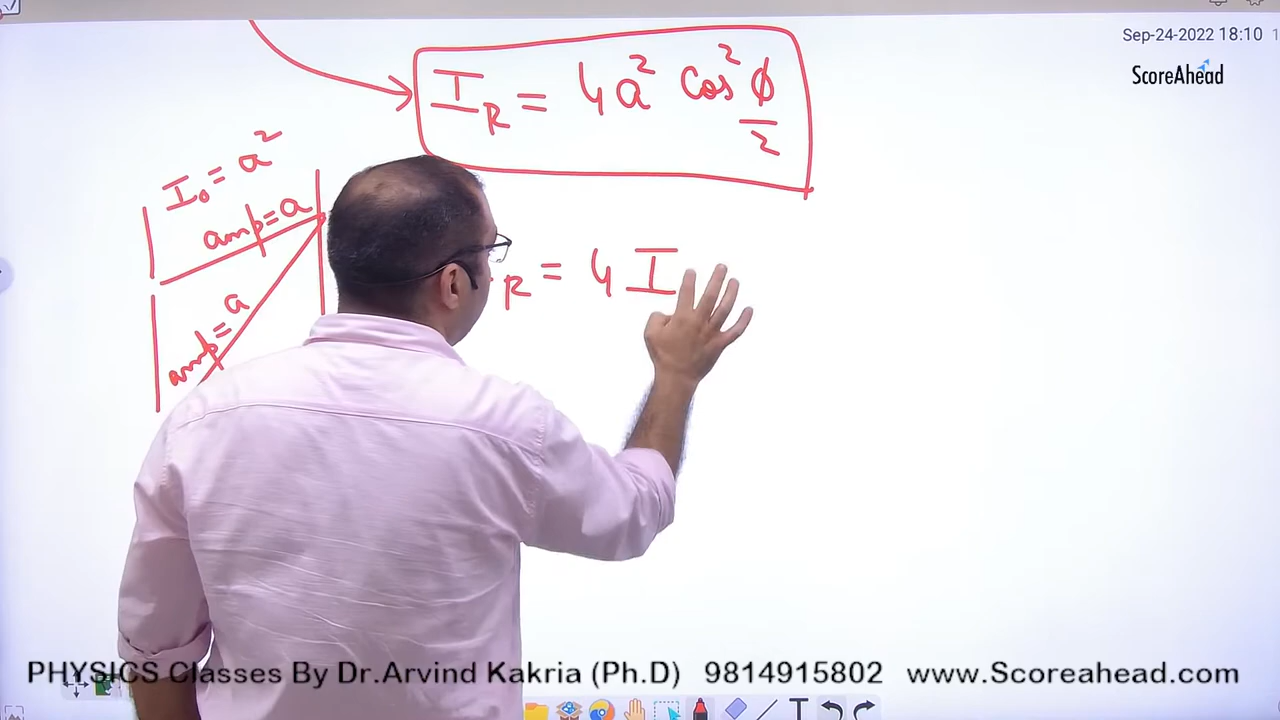 Sep-24-2022 18:10 1
ScoreAhead
I_R = 4a² cos² φ/2
I₀ = a²
amp = a
amp = a
R = 4 I
PHYSICS Classes By Dr.Arvind Kakria (Ph.D) 9814915802 www.Scoreahead.com
T